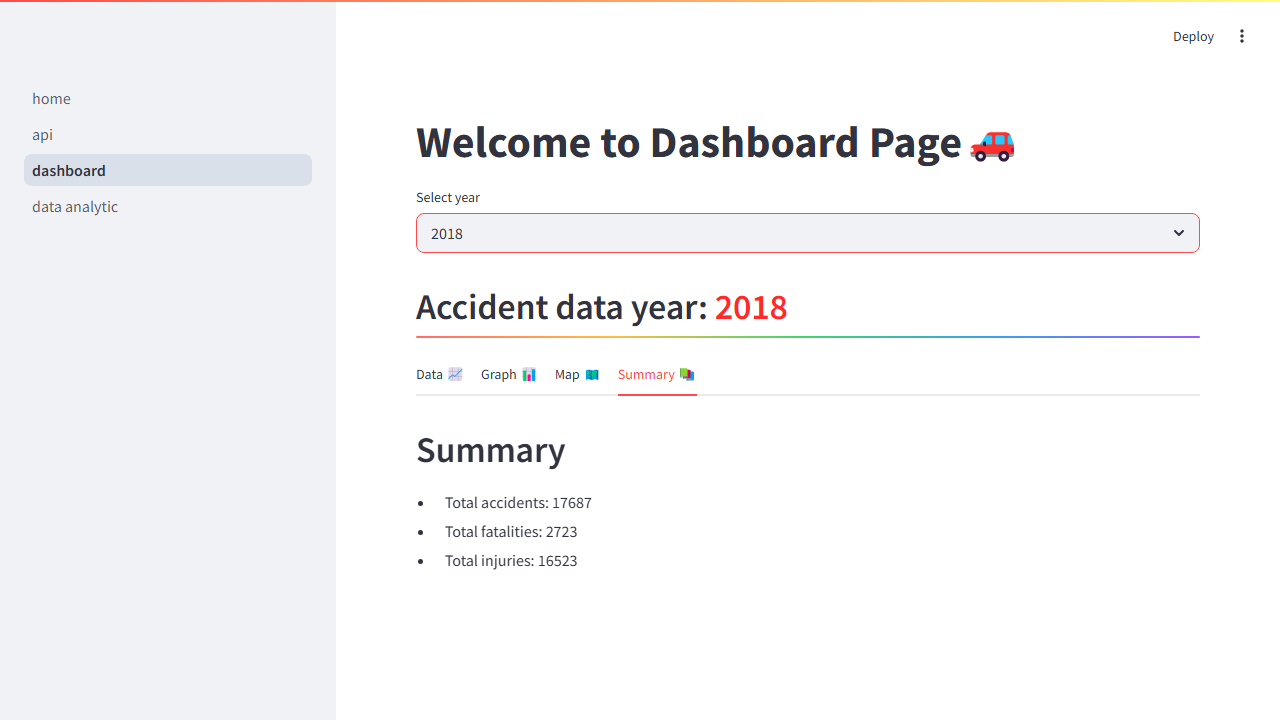 Deploy
home
api
dashboard
data analytic
Welcome to Dashboard Page 🚗
Select year
2018
Accident data year: 2018
Data 📈 Graph 📊 Map 🗺️ Summary 📚
Summary
• Total accidents: 17687
• Total fatalities: 2723
• Total injuries: 16523